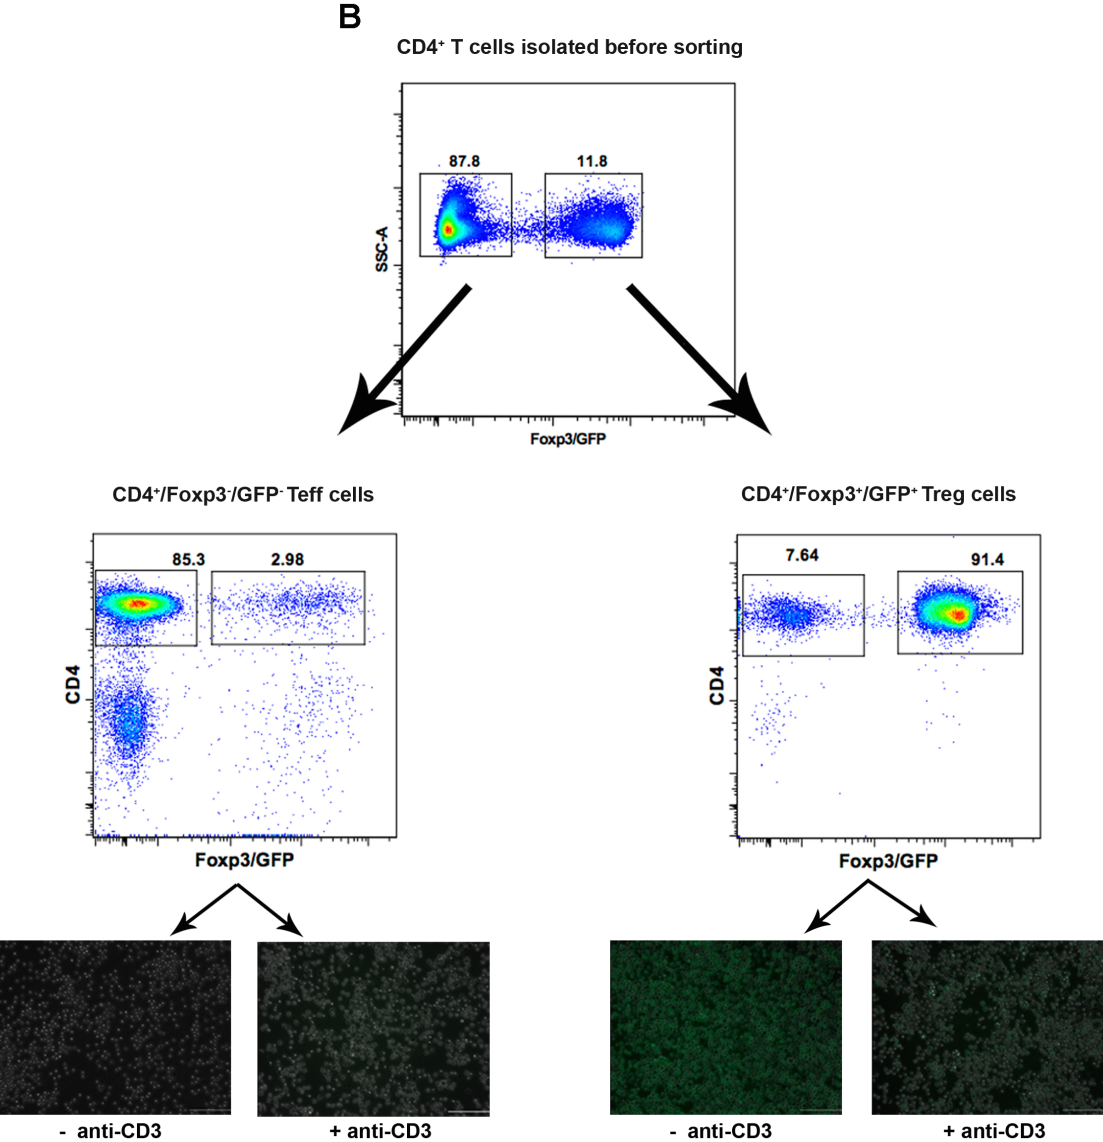 B
CD4⁺ T cells isolated before sorting
87.8
11.8
SSC-A
Foxp3/GFP
CD4⁺/Foxp3⁻/GFP⁻ Teff cells
CD4⁺/Foxp3⁺/GFP⁺ Treg cells
85.3
2.98
CD4
Foxp3/GFP
7.64
91.4
CD4
Foxp3/GFP
- anti-CD3
+ anti-CD3
- anti-CD3
+ anti-CD3